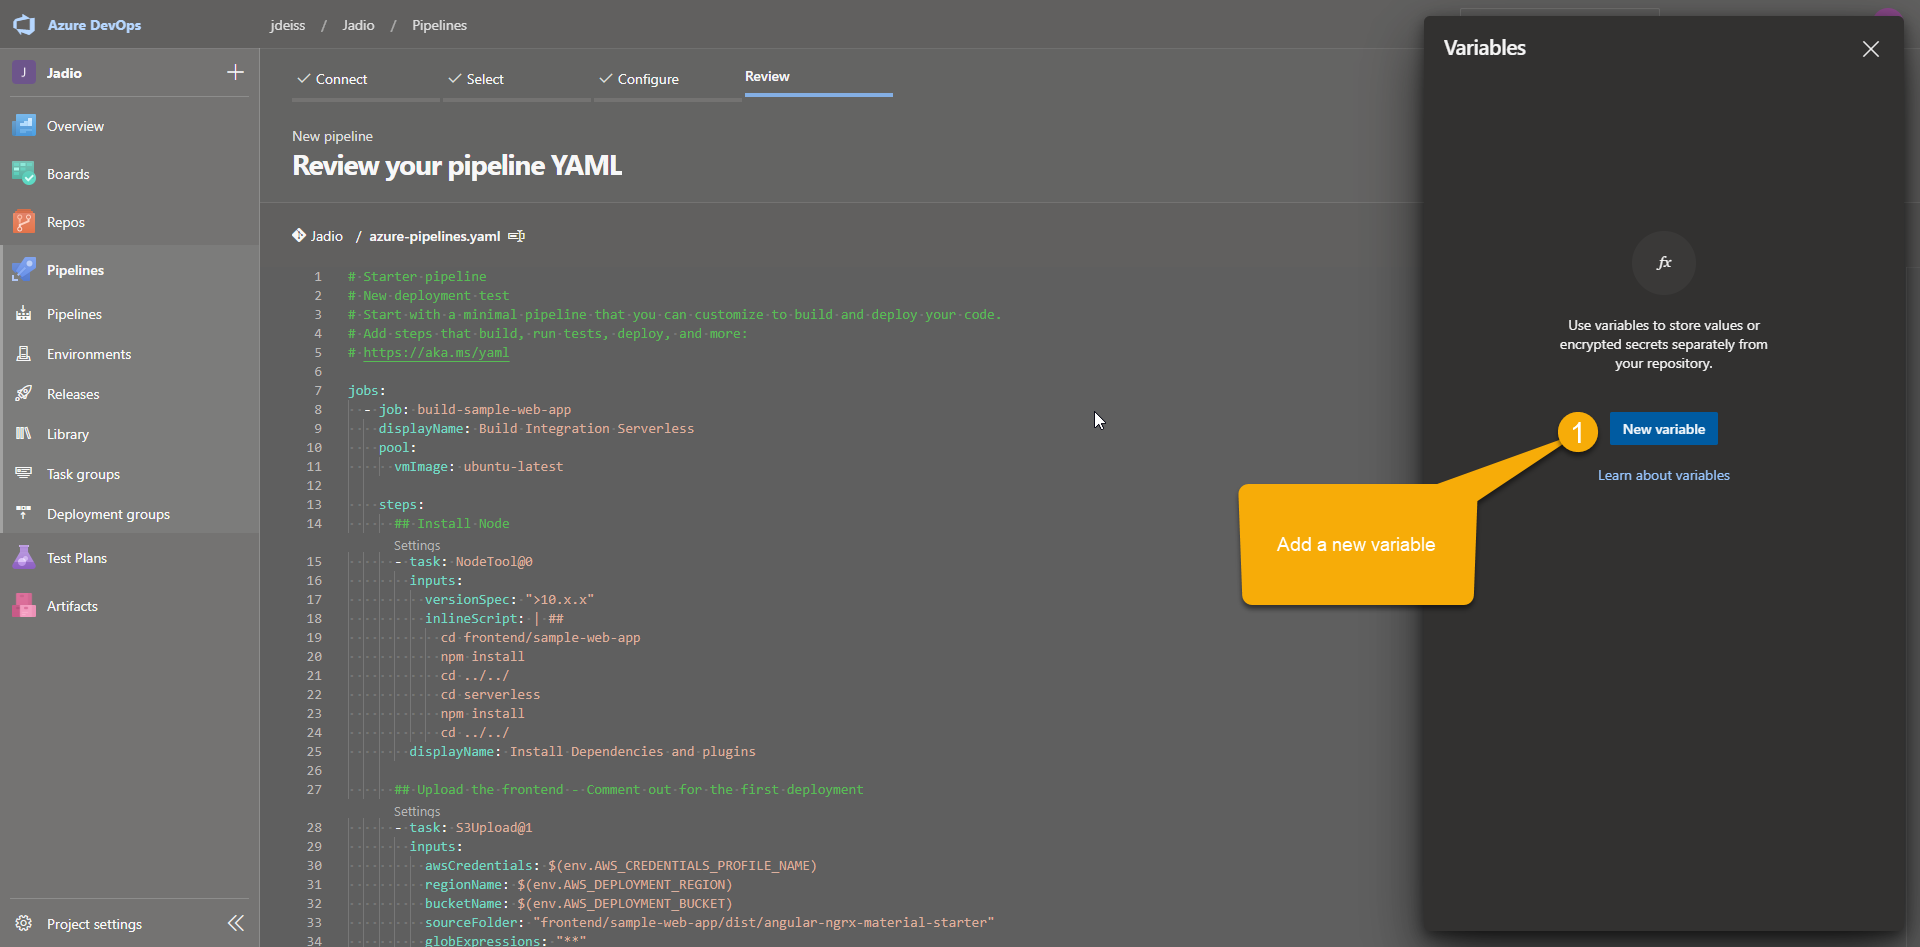 Azure DevOps
jdeiss / Jadio / Pipelines
J Jadio
Overview
Boards
Repos
Pipelines
Pipelines
Environments
Releases
Library
Task groups
Deployment groups
Test Plans
Artifacts
Project settings
Connect
Select
Configure
Review
New pipeline
Review your pipeline YAML
Jadio / azure-pipelines.yaml
1 # Starter pipeline
2 # New deployment test
3 # Start with a minimal pipeline that you can customize to build and deploy your code.
4 # Add steps that build, run tests, deploy, and more:
5 # https://aka.ms/yaml
6
7 jobs:
8 - job: build-sample-web-app
9 displayName: Build Integration Serverless
10 pool:
11 vmImage: ubuntu-latest
12
13 steps:
14 ## Install Node
Settings
15 - task: NodeTool@0
16 inputs:
17 versionSpec: ">10.x.x"
18 inlineScript: | ##
19 cd frontend/sample-web-app
20 npm install
21 cd ../../
22 cd serverless
23 npm install
24 cd ../../
25 displayName: Install Dependencies and plugins
26
27 ## Upload the frontend - Comment out for the first deployment
Settings
28 - task: S3Upload@1
29 inputs:
30 awsCredentials: $(env.AWS_CREDENTIALS_PROFILE_NAME)
31 regionName: $(env.AWS_DEPLOYMENT_REGION)
32 bucketName: $(env.AWS_DEPLOYMENT_BUCKET)
33 sourceFolder: "frontend/sample-web-app/dist/angular-ngrx-material-starter"
34 globExpressions: "**"
Variables
fx
Use variables to store values or
encrypted secrets separately from
your repository.
1
New variable
Learn about variables
Add a new variable